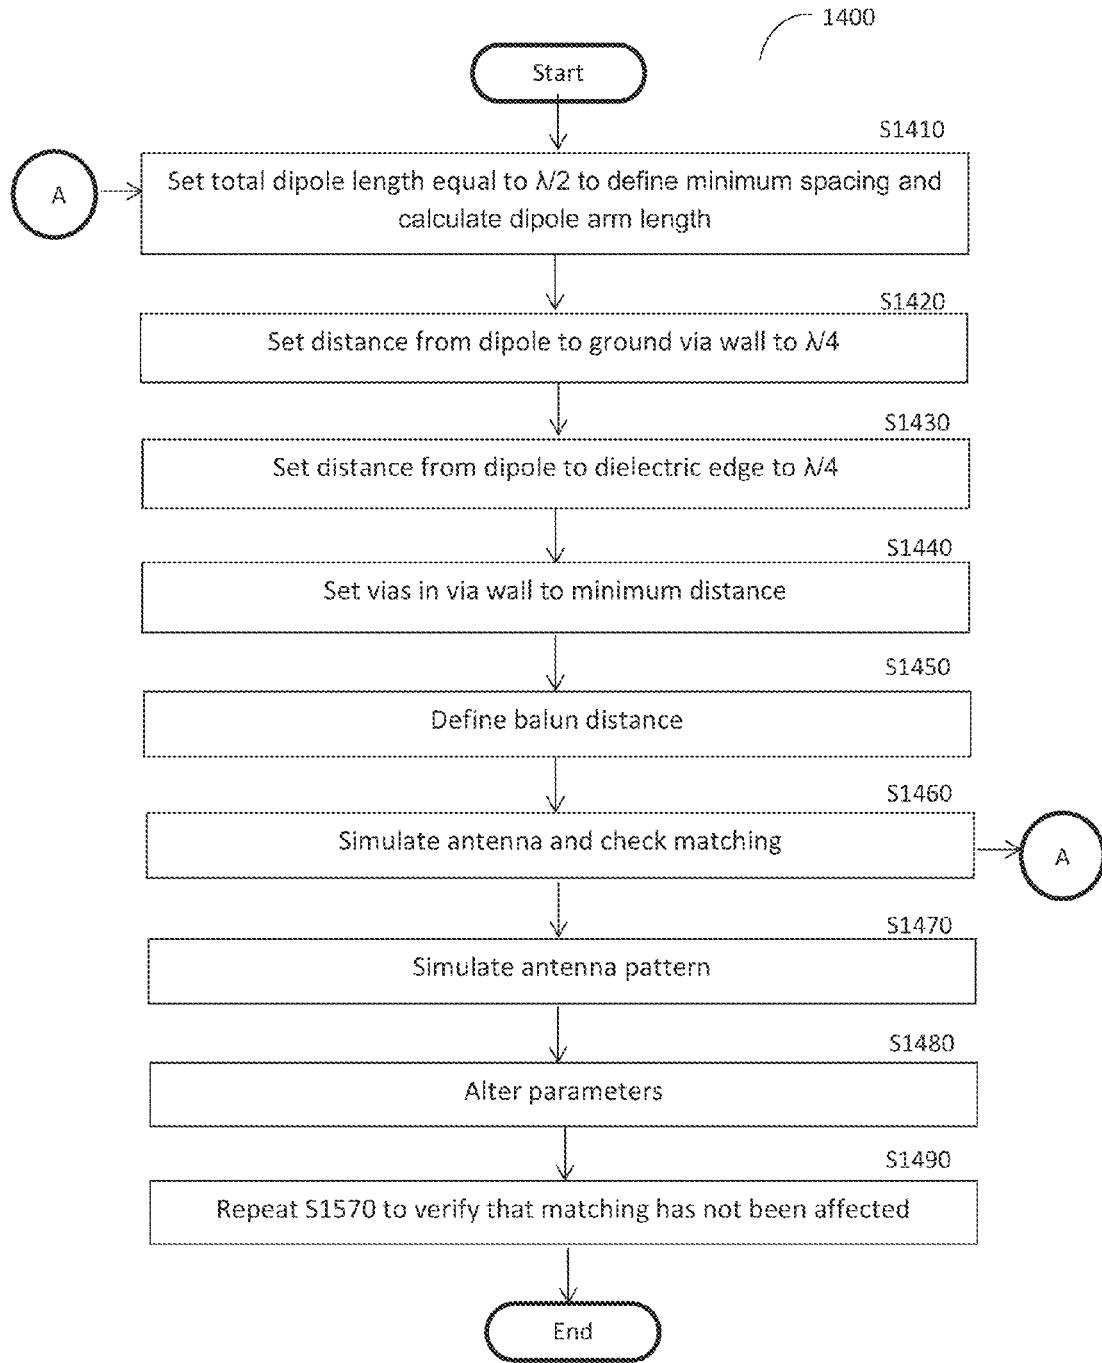 1400
Start
S1410
A
Set total dipole length equal to λ/2 to define minimum spacing and
calculate dipole arm length
S1420
Set distance from dipole to ground via wall to λ/4
S1430
Set distance from dipole to dielectric edge to λ/4
S1440
Set vias in via wall to minimum distance
S1450
Define balun distance
S1460
Simulate antenna and check matching
A
S1470
Simulate antenna pattern
S1480
Alter parameters
S1490
Repeat S1570 to verify that matching has not been affected
End